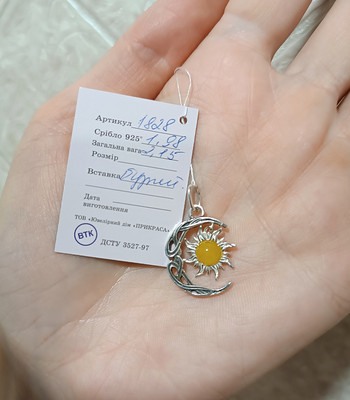 Артикул 1828
Срібло 925° 1,98
Загальна вага 2,15
Розмір
Вставка
Дата
виготовлення
ТОВ «Ювелірний дім «ПРИКРАСА»
ВТК
ДСТУ 3527-97